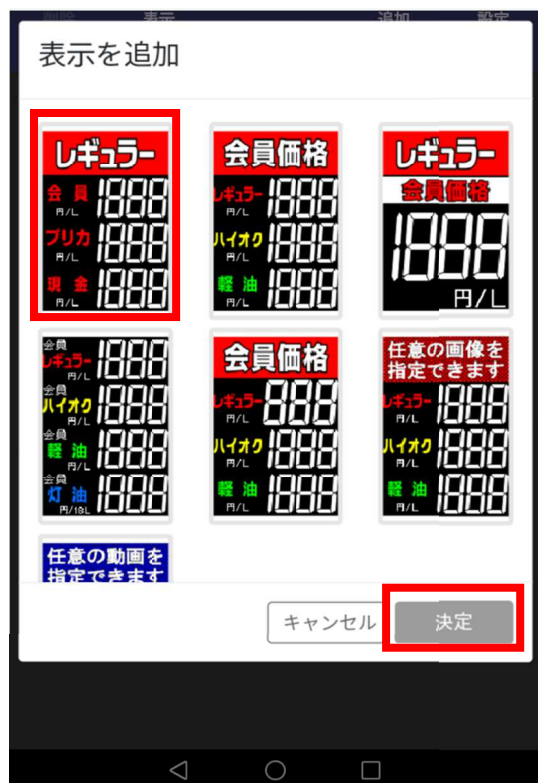 削除 表示 追加 設定
表示を追加
レギュラー
会員 1888
円/L
プリカ 1888
円/L
現金 1888
円/L
会員価格
レギュラー 1888
円/L
ハイオク 1888
円/L
軽油 1888
円/L
レギュラー
会員価格
1888
円/L
会員
レギュラー 1888
円/L
会員
ハイオク 1888
円/L
会員
軽油 1888
円/L
会員
灯油 1888
円/18L
会員価格
レギュラー 888
円/L
ハイオク 1888
円/L
軽油 1888
円/L
任意の画像を
指定できます
レギュラー 1888
円/L
ハイオク 1888
円/L
軽油 1888
円/L
任意の動画を
指定できます
キャンセル 決定